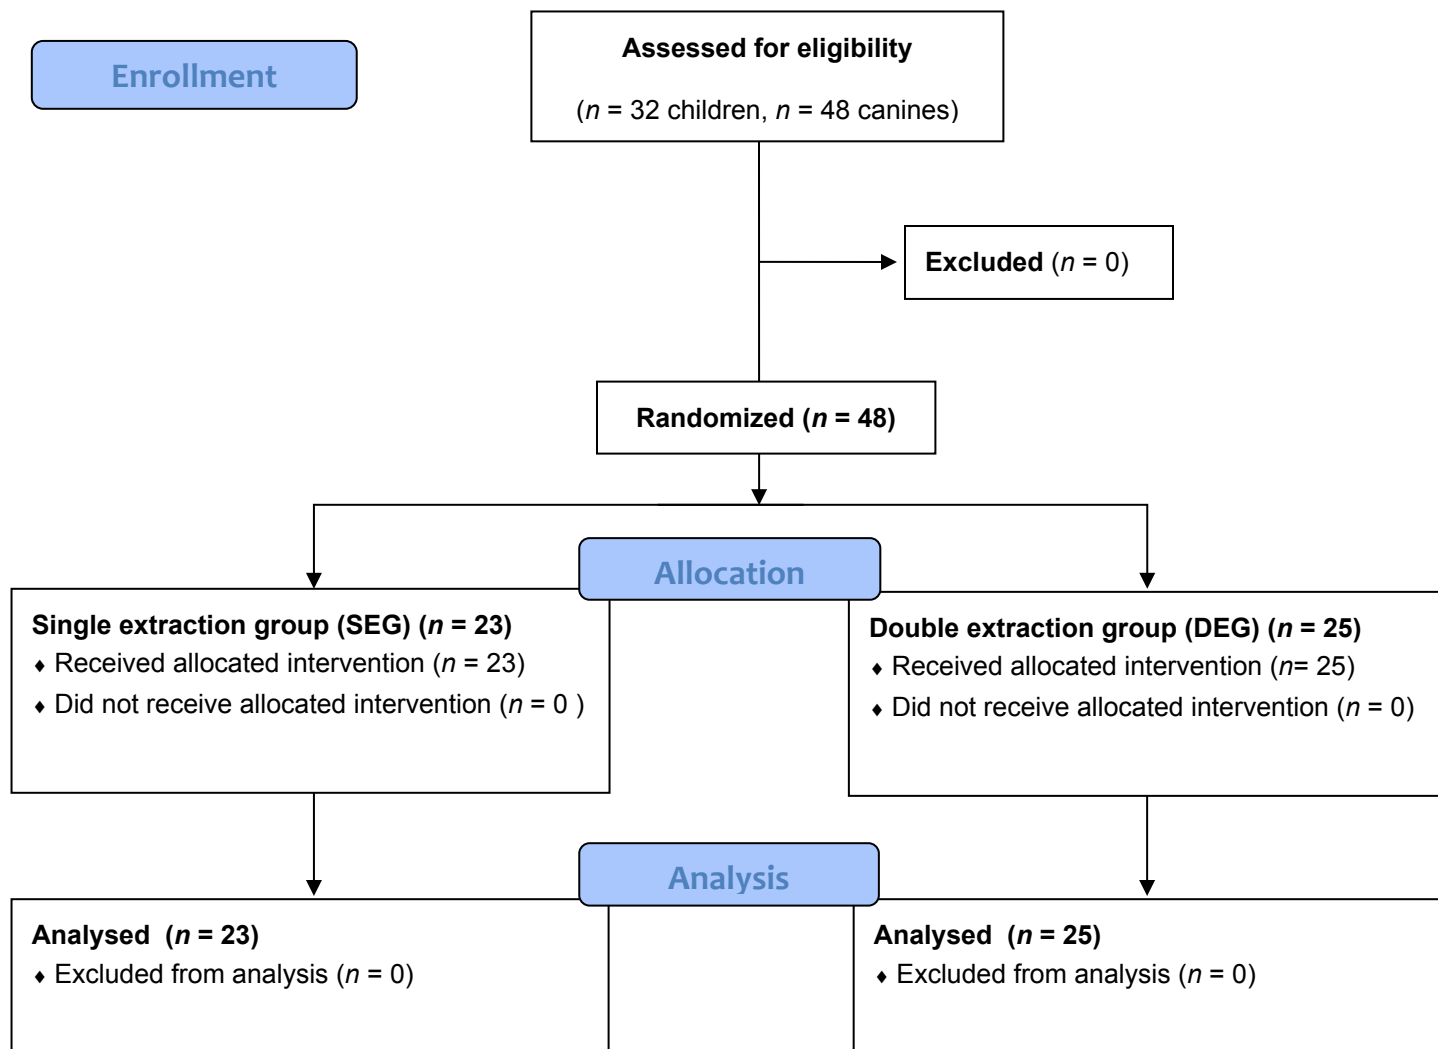 Enrollment
Assessed for eligibility
(n = 32 children, n = 48 canines)
Excluded (n = 0)
Randomized (n = 48)
Allocation
Single extraction group (SEG) (n = 23)
♦ Received allocated intervention (n = 23)
♦ Did not receive allocated intervention (n = 0 )
Double extraction group (DEG) (n = 25)
♦ Received allocated intervention (n= 25)
♦ Did not receive allocated intervention (n = 0)
Analysis
Analysed (n = 23)
♦ Excluded from analysis (n = 0)
Analysed (n = 25)
♦ Excluded from analysis (n = 0)